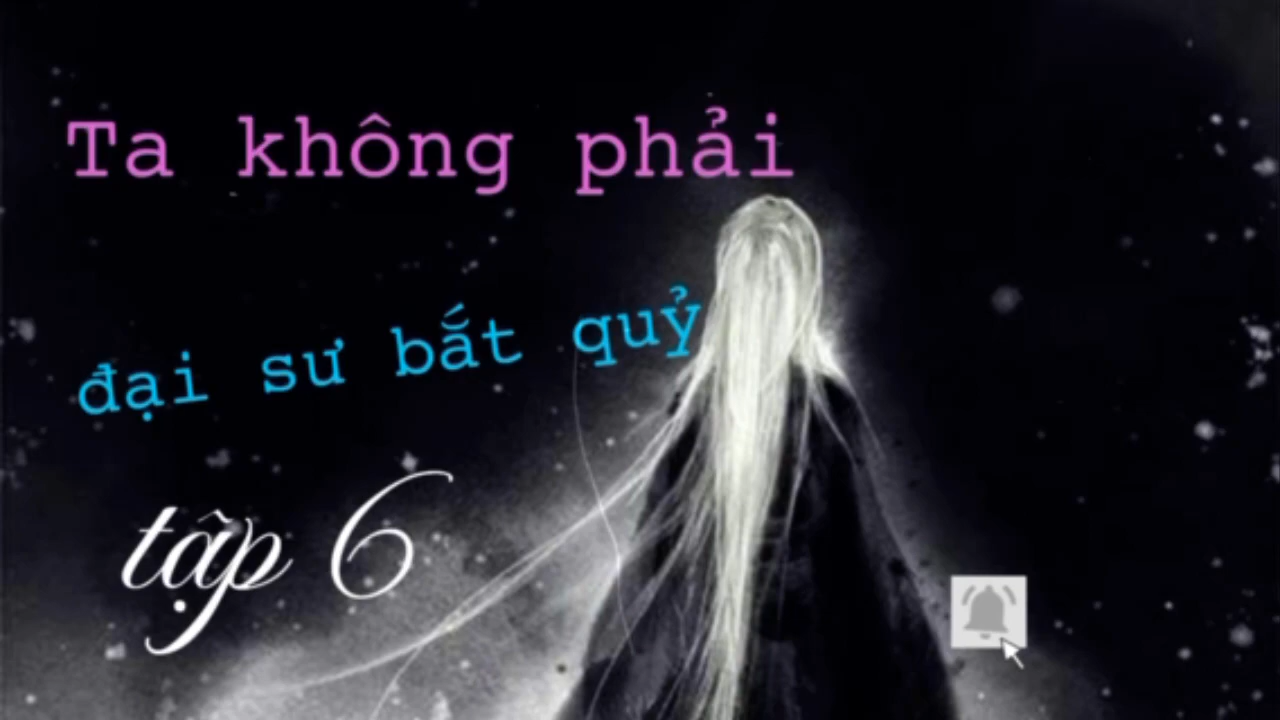 Ta không phải
đại sư bắt quỷ
tập 6